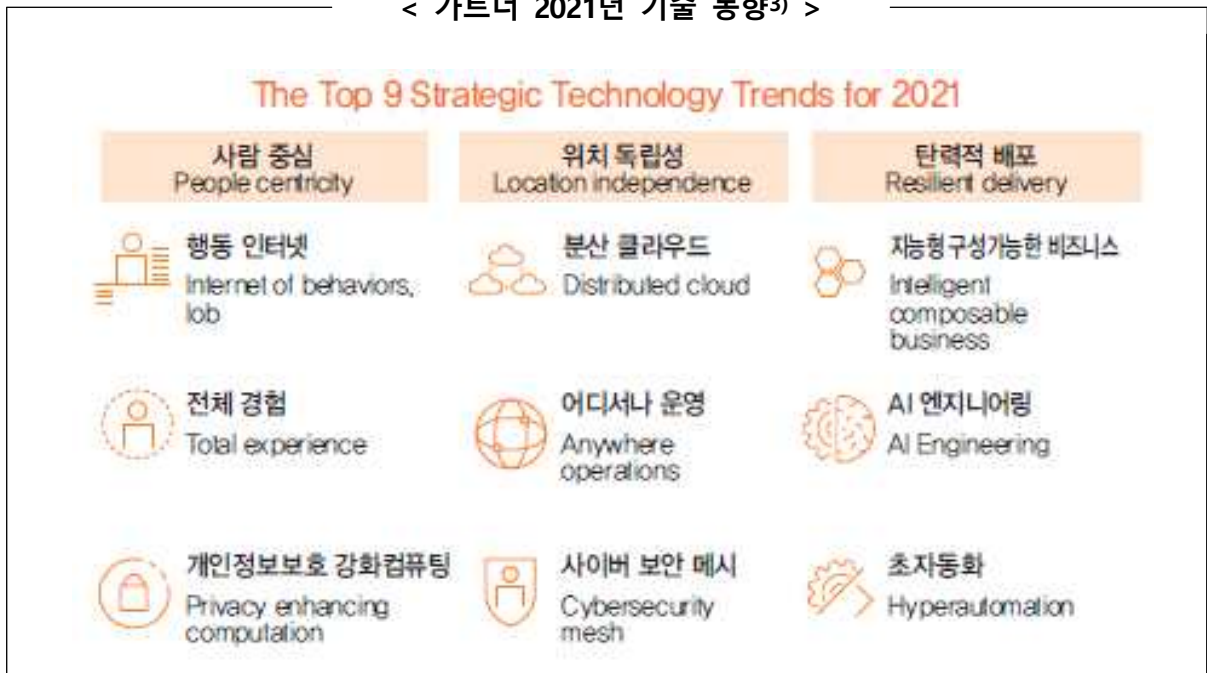 < 가트너 2021년 기술 동향3) >
The Top 9 Strategic Technology Trends for 2021
사람 중심
People centricity
위치 독립성
Location independence
탄력적 배포
Resilient delivery
행동 인터넷
Internet of behaviors,
Iob
분산 클라우드
Distributed cloud
지능형 구성가능한 비즈니스
Intelligent
composable
business
전체 경험
Total experience
어디서나 운영
Anywhere
operations
AI 엔지니어링
AI Engineering
개인정보보호 강화컴퓨팅
Privacy enhancing
computation
사이버 보안 메시
Cybersecurity
mesh
초자동화
Hyperautomation